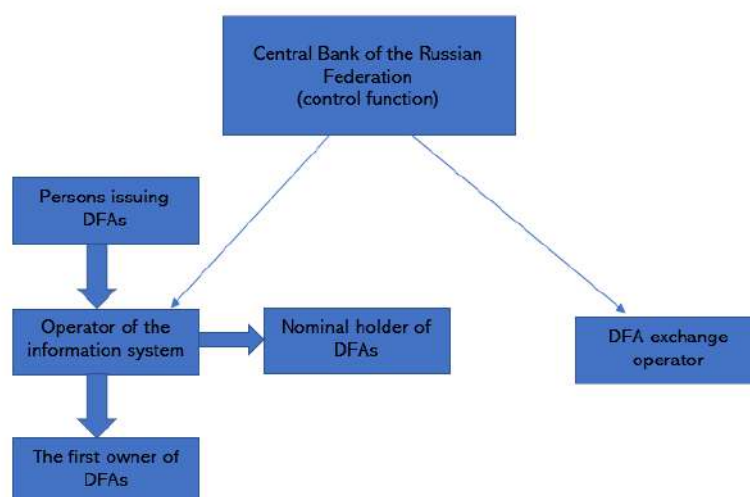 Central Bank of the Russian
Federation
(control function)
Persons issuing
DFAs
Operator of the
information system
Nominal holder of
DFAs
DFA exchange
operator
The first owner of
DFAs